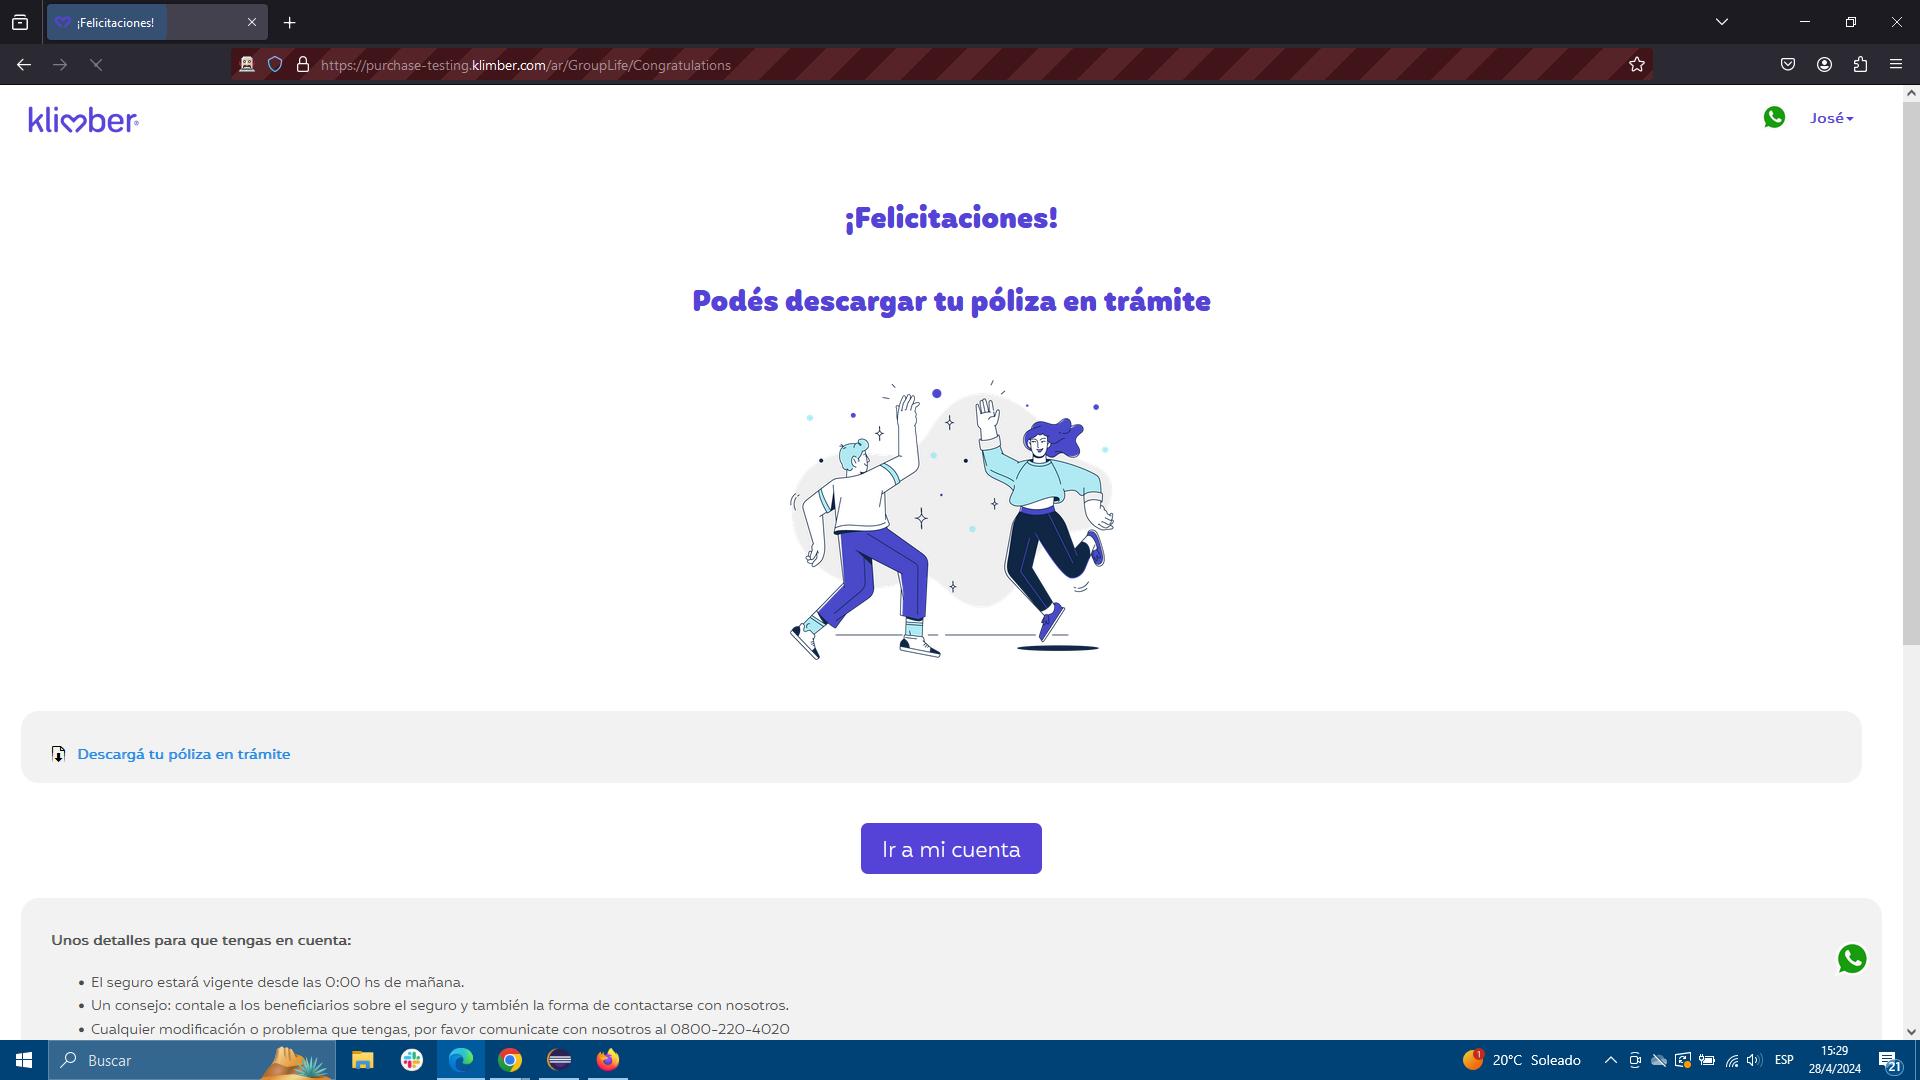 ¡Felicitaciones!
https://purchase-testing.klimber.com/ar/GroupLife/Congratulations
klimber
José
¡Felicitaciones!
Podés descargar tu póliza en trámite
Descargá tu póliza en trámite
Ir a mi cuenta
Unos detalles para que tengas en cuenta:
• El seguro estará vigente desde las 0:00 hs de mañana.
• Un consejo: contale a los beneficiarios sobre el seguro y también la forma de contactarse con nosotros.
• Cualquier modificación o problema que tengas, por favor comunicate con nosotros al 0800-220-4020
Buscar
1
20°C Soleado
ESP
15:29
28/4/2024
21